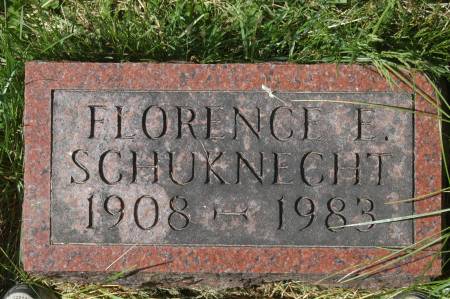 FLORENCE E.
SCHUKNECHT
1908 - 1983